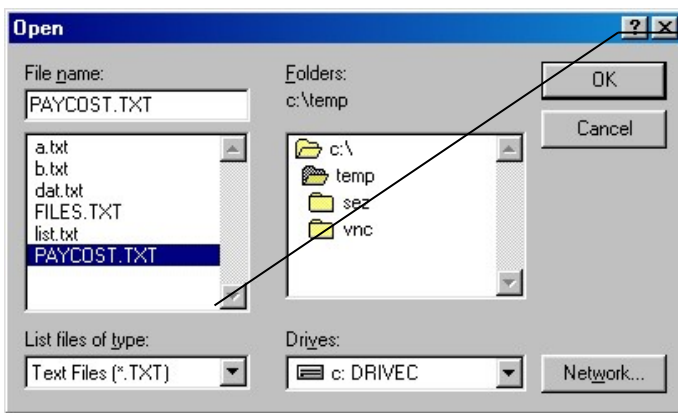 Open
File name:
PAYCOST.TXT
a.txt
b.txt
dat.txt
FILES.TXT
list.txt
PAYCOST.TXT
List files of type:
Text Files (*.TXT)
Folders:
c:\temp
c:\
temp
sez
vnc
Drives:
c: DRIVEC
OK
Cancel
Network...